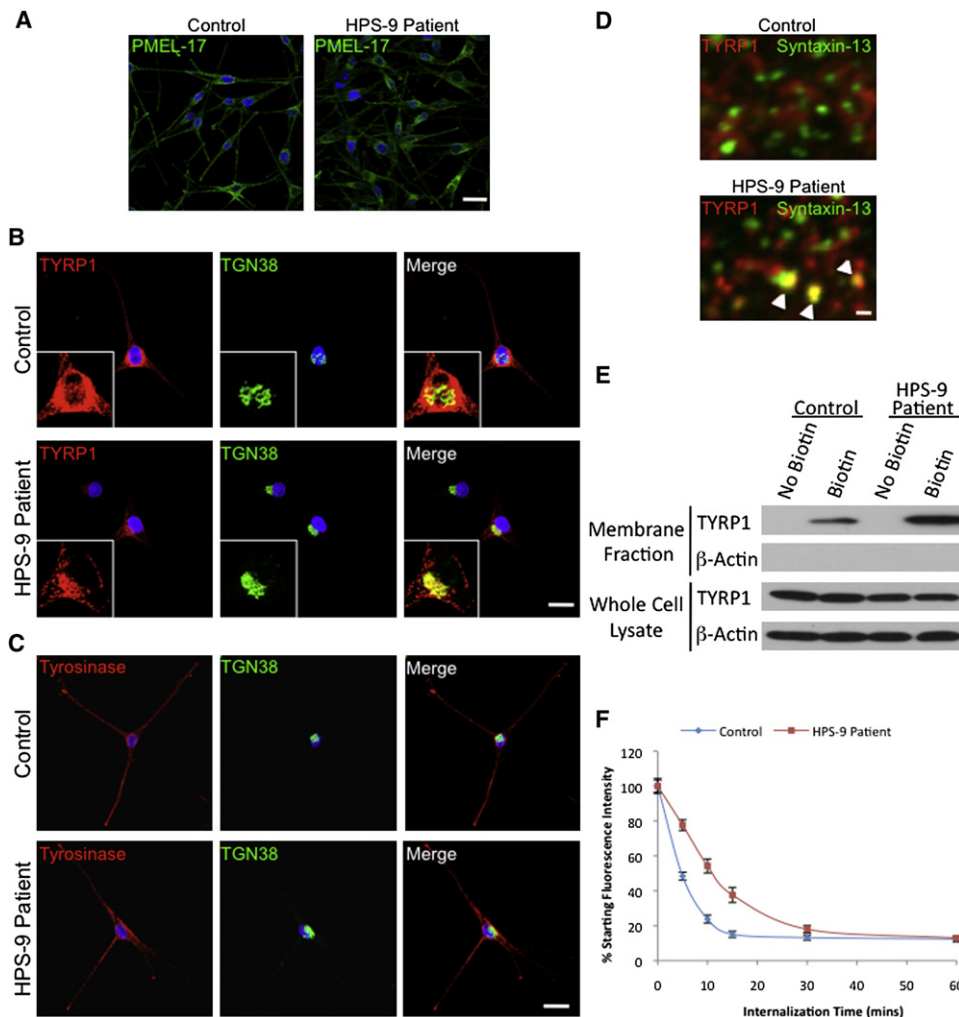 A
Control
HPS-9 Patient
PMEL-17
PMEL-17
B
Control
TYRP1
TGN38
Merge
HPS-9 Patient
TYRP1
TGN38
Merge
C
Control
Tyrosinase
TGN38
Merge
HPS-9 Patient
Tyrosinase
TGN38
Merge
D
Control
TYRP1 Syntaxin-13
HPS-9 Patient
TYRP1 Syntaxin-13
E
Control
HPS-9
Patient
No Biotin
Biotin
No Biotin
Biotin
Membrane
Fraction
TYRP1
β-Actin
Whole Cell
Lysate
TYRP1
β-Actin
F
Control
HPS-9 Patient
% Starting Fluorescence Intensity
120
100
80
60
40
20
0
0 10 20 30 40 50 60
Internalization Time (mins)